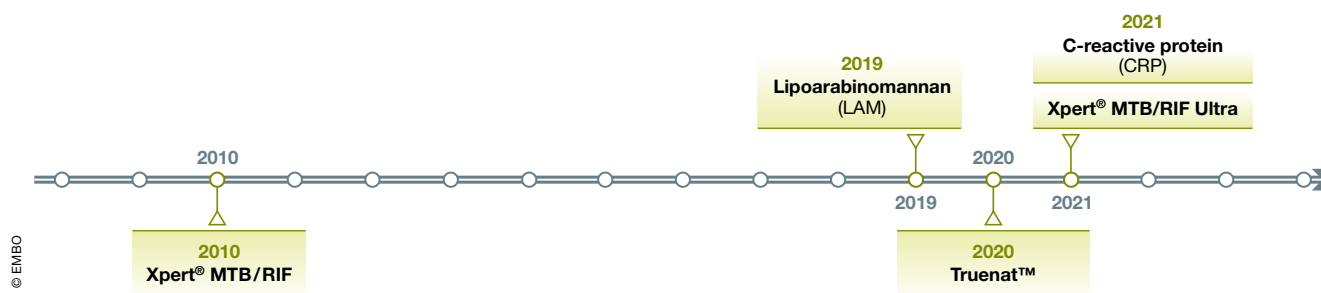 2021
C-reactive protein
(CRP)
2019
Lipoarabinomannan
(LAM)
Xpert® MTB/RIF Ultra
2010
2020
2019
2021
2010
Xpert® MTB/RIF
2020
Truenat™
© EMBO